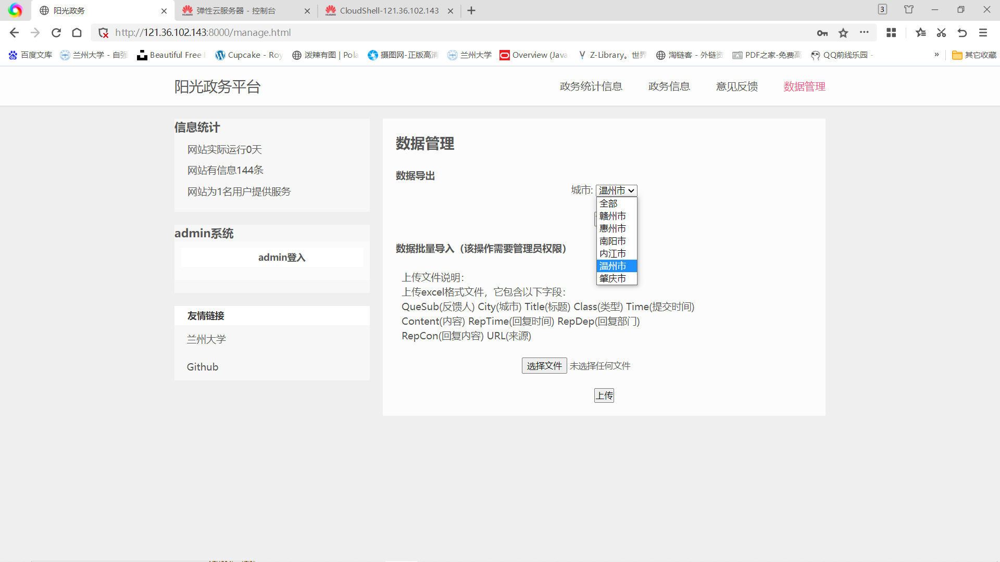 阳光政务
弹性云服务器 - 控制台
CloudShell-121.36.102.143
3
http://121.36.102.143:8000/manage.html
百度文库
兰州大学 - 自强
Beautiful Free
Cupcake - Roy
泼辣有图 | Pola
摄图网-正版高清
兰州大学
Overview (Java
Z-Library。世界
淘链客 - 外链资
PDF之家-免费高
QQ前线乐园 -
其它收藏
阳光政务平台
政务统计信息
政务信息
意见反馈
数据管理
信息统计
网站实际运行0天
网站有信息144条
网站为1名用户提供服务
admin系统
admin登入
友情链接
兰州大学
Github
数据管理
数据导出
城市: 温州市
全部
赣州市
惠州市
南阳市
内江市
温州市
肇庆市
数据批量导入（该操作需要管理员权限）
上传文件说明：
上传excel格式文件，它包含以下字段：
QueSub(反馈人) City(城市) Title(标题) Class(类型) Time(提交时间)
Content(内容) RepTime(回复时间) RepDep(回复部门)
RepCon(回复内容) URL(来源)
选择文件 未选择任何文件
上传